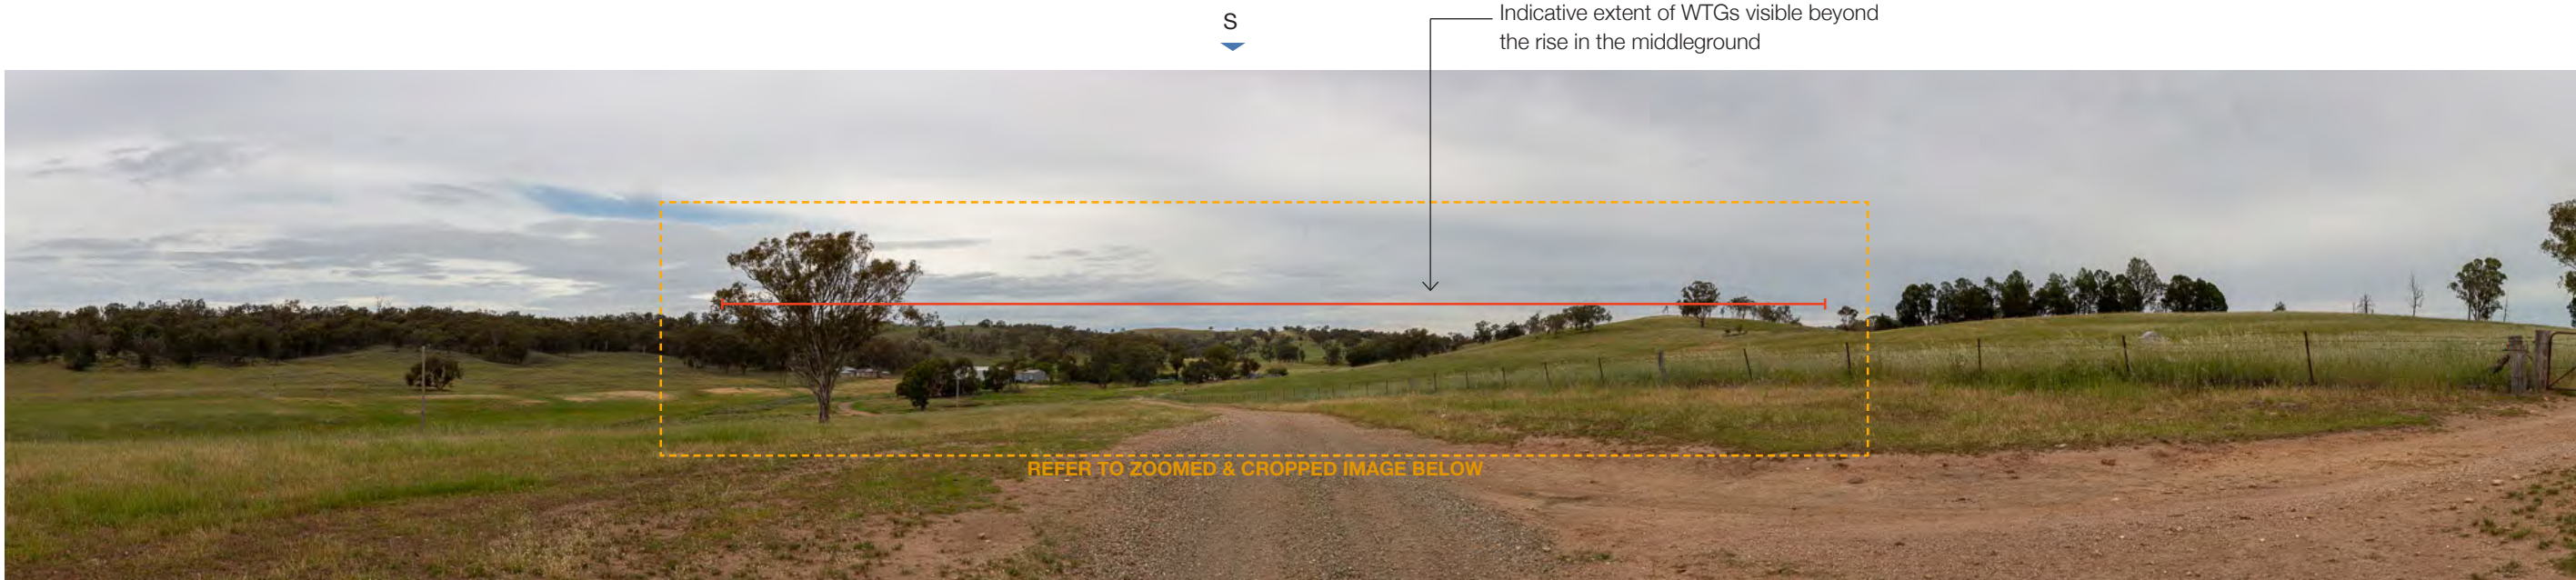 S
Indicative extent of WTGs visible beyond
the rise in the middleground
REFER TO ZOOMED & CROPPED IMAGE BELOW